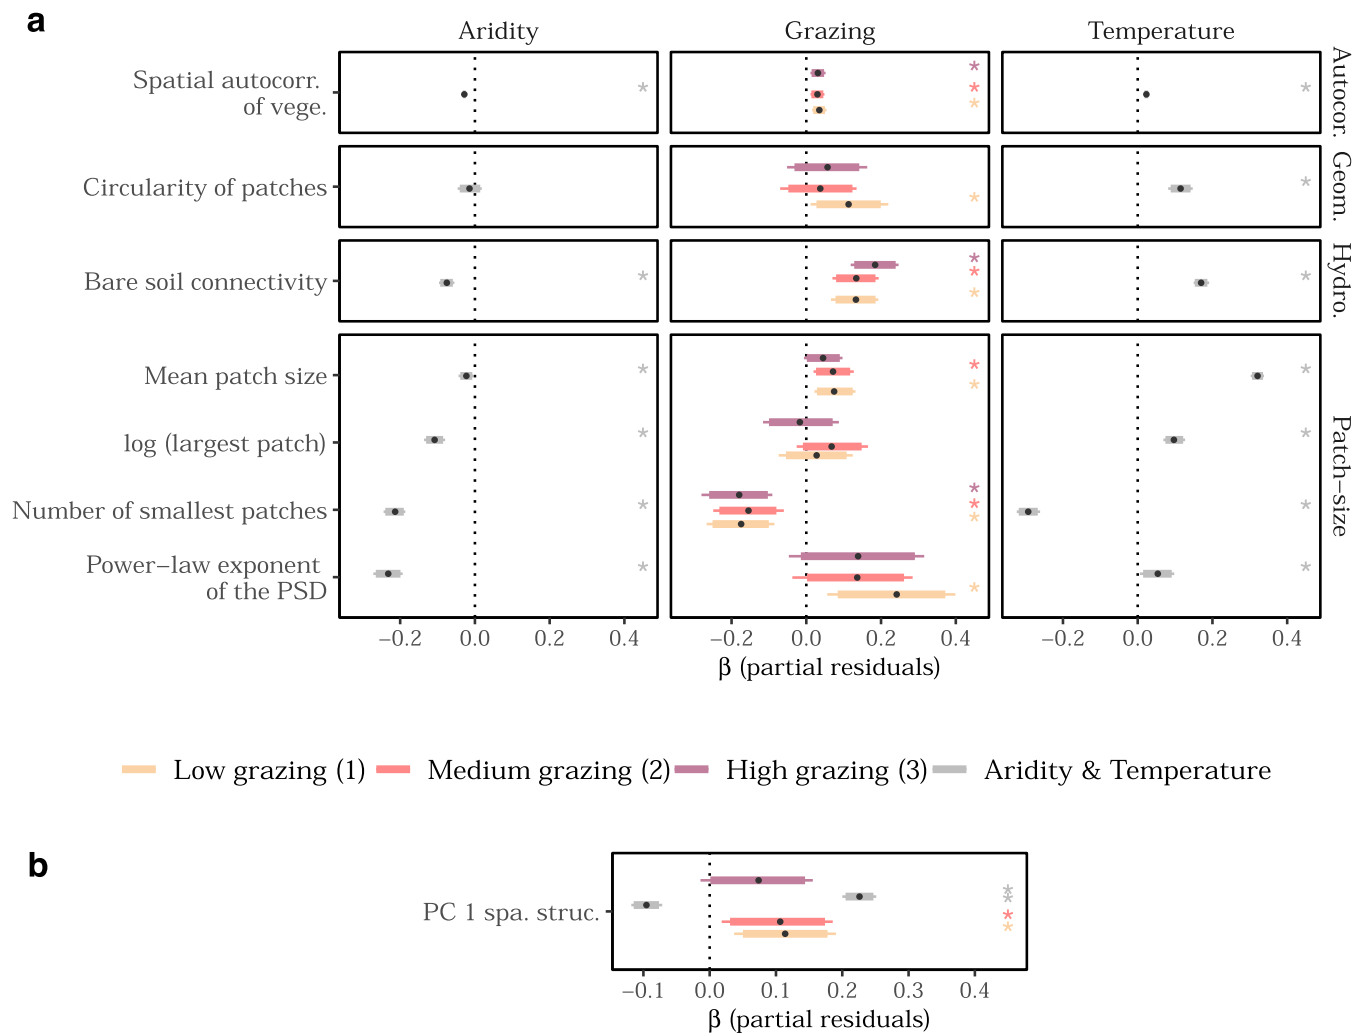 a
Aridity
Grazing
Temperature
Spatial autocorr.
of vege.
* * * * *
Autocor.
Circularity of patches
* *
Geom.
Bare soil connectivity
* * * * *
Hydro.
Mean patch size
* * * *
log (largest patch)
* *
Number of smallest patches
* * * * *
Power−law exponent
of the PSD
* * *
Patch−size
−0.2 0.0 0.2 0.4
−0.2 0.0 0.2 0.4
−0.2 0.0 0.2 0.4
β (partial residuals)
Low grazing (1)
Medium grazing (2)
High grazing (3)
Aridity & Temperature
b
PC 1 spa. struc.
* * * *
−0.1 0.0 0.1 0.2 0.3 0.4
β (partial residuals)